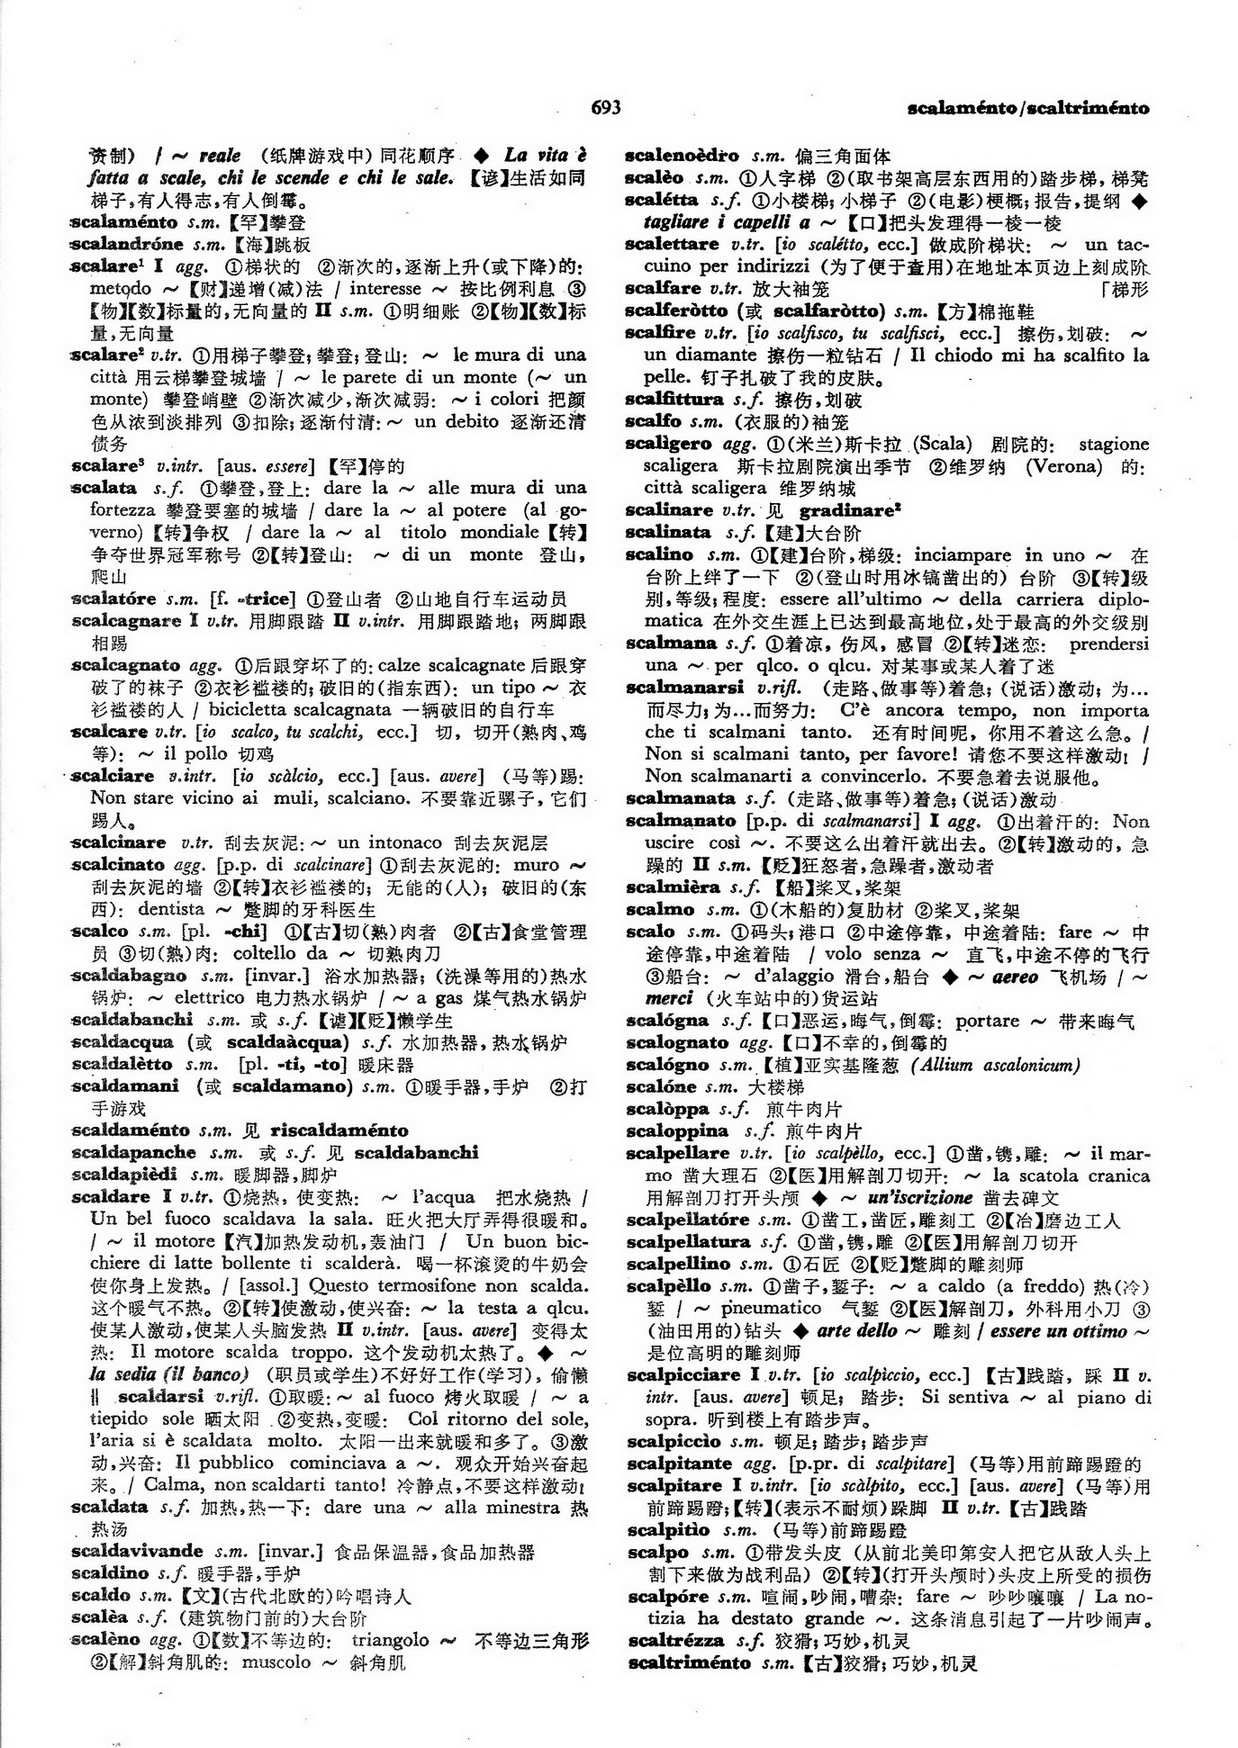 693
scalaménto/scaltriménto
资制) / ~ reale (纸牌游戏中) 同花顺序 ◆ La vita è
fatta a scale, chi le scende e chi le sale. 【谚】生活如同
梯子,有人得志,有人倒霉。
scalaménto s.m. 【罕】攀登
scalandróne s.m. 【海】跳板
scalare¹ I agg. ①梯状的 ②渐次的,逐渐上升(或下降)的:
metodo ~ 【财】递增(减)法 / interesse ~ 按比例利息 ③
【物】【数】标量的,无向量的 II s.m. ①明细账 ②【物】【数】标
量,无向量
scalare² v.tr. ①用梯子攀登; 攀登; 登山: ~ le mura di una
città 用云梯攀登城墙 / ~ le parete di un monte (~ un
monte) 攀登峭壁 ②渐次减少,渐次减弱: ~ i colori 把颜
色从浓到淡排列 ③扣除; 逐渐付清: ~ un debito 逐渐还清
债务
scalare³ v.intr. [aus. essere] 【罕】停的
scalata s.f. ①攀登,登上: dare la ~ alle mura di una
fortezza 攀登要塞的城墙 / dare la ~ al potere (al go-
verno) 【转】争权 / dare la ~ al titolo mondiale 【转】
争夺世界冠军称号 ②【转】登山: ~ di un monte 登山,
爬山
scalatóre s.m. [f. -trice] ①登山者 ②山地自行车运动员
scalcagnare I v.tr. 用脚跟踏 II v.intr. 用脚跟踏地; 两脚跟
相踢
scalcagnato agg. ①后跟穿坏了的: calze scalcagnate 后跟穿
破了的袜子 ②衣衫褴褛的; 破旧的(指东西): un tipo ~ 衣
衫褴褛的人 / bicicletta scalcagnata 一辆破旧的自行车
scalcare v.tr. [io scalco, tu scalchi, ecc.] 切, 切开(熟肉、鸡
等): ~ il pollo 切鸡
scalciare v.intr. [io scàlcio, ecc.] [aus. avere] (马等)踢:
Non stare vicino ai muli, scalciano. 不要靠近骡子, 它们
踢人。
scalcinare v.tr. 刮去灰泥: ~ un intonaco 刮去灰泥层
scalcinato agg. [p.p. di scalcinare] ①刮去灰泥的: muro ~
刮去灰泥的墙 ②【转】衣衫褴褛的; 无能的(人); 破旧的(东
西): dentista ~ 蹩脚的牙科医生
scalco s.m. [pl. -chi] ①【古】切(熟)肉者 ②【古】食堂管理
员 ③切(熟)肉: coltello da ~ 切熟肉刀
scaldabagno s.m. [invar.] 浴水加热器; (洗澡等用的)热水
锅炉: ~ elettrico 电力热水锅炉 / ~ a gas 煤气热水锅炉
scaldabanchi s.m. 或 s.f. 【谑】【贬】懒学生
scaldacqua (或 scaldaàcqua) s.f. 水加热器,热水锅炉
scaldalètto s.m. [pl. -ti, -to] 暖床器
scaldamani (或 scaldamano) s.m. ①暖手器,手炉 ②打
手游戏
scaldaménto s.m. 见 riscaldaménto
scaldapanche s.m. 或 s.f. 见 scaldabanchi
scaldapièdi s.m. 暖脚器,脚炉
scaldare I v.tr. ①烧热, 使变热: ~ l'acqua 把水烧热 /
Un bel fuoco scaldava la sala. 旺火把大厅弄得很暖和。
/ ~ il motore 【汽】加热发动机,轰油门 / Un buon bic-
chiere di latte bollente ti scalderà. 喝一杯滚烫的牛奶会
使你身上发热。/ [assol.] Questo termosifone non scalda.
这个暖气不热。②【转】使激动,使兴奋: ~ la testa a qlcu.
使某人激动,使某人头脑发热 II v.intr. [aus. avere] 变得太
热: Il motore scalda troppo. 这个发动机太热了。◆ ~
la sedia (il banco) (职员或学生)不好好工作(学习), 偷懒
‖ scaldarsi v.rifl. ①取暖: ~ al fuoco 烤火取暖 / ~ a
tiepido sole 晒太阳 ②变热,变暖: Col ritorno del sole,
l'aria si è scaldata molto. 太阳一出来就暖和多了。③激
动,兴奋: Il pubblico cominciava a ~. 观众开始兴奋起
来。/ Calma, non scaldarti tanto! 冷静点,不要这样激动!
scaldata s.f. 加热,热一下: dare una ~ alla minestra 热
热汤
scaldavivande s.m. [invar.] 食品保温器,食品加热器
scaldino s.f. 暖手器,手炉
scaldo s.m. 【文】(古代北欧的)吟唱诗人
scalèa s.f. (建筑物门前的)大台阶
scalèno agg. ①【数】不等边的: triangolo ~ 不等边三角形
②【解】斜角肌的: muscolo ~ 斜角肌
scalenoèdro s.m. 偏三角面体
scalèo s.m. ①人字梯 ②(取书架高层东西用的)踏步梯, 梯凳
scalétta s.f. ①小楼梯; 小梯子 ②(电影)梗概; 报告,提纲 ◆
tagliare i capelli a ~ 【口】把头发理得一棱一棱
scalettare v.tr. [io scalétto, ecc.] 做成阶梯状: ~ un tac-
cuino per indirizzi (为了便于查用)在地址本页边上刻成阶
scalfare v.tr. 放大袖笼 「梯形
scalferòtto (或 scalfaròtto) s.m. 【方】棉拖鞋
scalfire v.tr. [io scalfisco, tu scalfisci, ecc.] 擦伤,划破: ~
un diamante 擦伤一粒钻石 / Il chiodo mi ha scalfito la
pelle. 钉子扎破了我的皮肤。
scalfittura s.f. 擦伤,划破
scalfo s.m. (衣服的)袖笼
scalìgero agg. ①(米兰)斯卡拉 (Scala) 剧院的: stagione
scaligera 斯卡拉剧院演出季节 ②维罗纳 (Verona) 的:
città scaligera 维罗纳城
scalinare v.tr. 见 gradinare²
scalinata s.f. 【建】大台阶
scalino s.m. ①【建】台阶,梯级: inciampare in uno ~ 在
台阶上绊了一下 ②(登山时用冰镐凿出的) 台阶 ③【转】级
别,等级; 程度: essere all'ultimo ~ della carriera diplo-
matica 在外交生涯上已达到最高地位,处于最高的外交级别
scalmana s.f. ①着凉, 伤风, 感冒 ②【转】迷恋: prendersi
una ~ per qlco. o qlcu. 对某事或某人着了迷
scalmanarsi v.rifl. (走路、做事等)着急; (说话)激动; 为…
而尽力; 为…而努力: C'è ancora tempo, non importa
che ti scalmani tanto. 还有时间呢, 你用不着这么急。/
Non si scalmani tanto, per favore! 请您不要这样激动! /
Non scalmanarti a convincerlo. 不要急着去说服他。
scalmanata s.f. (走路、做事等)着急; (说话)激动
scalmanato [p.p. di scalmanarsi] I agg. ①出着汗的: Non
uscire così ~. 不要这么出着汗就出去。②【转】激动的, 急
躁的 II s.m. 【贬】狂怒者,急躁者,激动者
scalmièra s.f. 【船】桨叉,桨架
scalmo s.m. ①(木船的)复肋材 ②桨叉,桨架
scalo s.m. ①码头; 港口 ②中途停靠, 中途着陆: fare ~ 中
途停靠,中途着陆 / volo senza ~ 直飞,中途不停的飞行
③船台: ~ d'alaggio 滑台,船台 ◆ ~ aereo 飞机场 / ~
merci (火车站中的)货运站
scalógna s.f. 【口】恶运,晦气,倒霉: portare ~ 带来晦气
scalognato agg. 【口】不幸的,倒霉的
scalógno s.m. 【植】亚实基隆葱 (Allium ascalonicum)
scalóne s.m. 大楼梯
scalòppa s.f. 煎牛肉片
scaloppina s.f. 煎牛肉片
scalpellare v.tr. [io scalpèllo, ecc.] ①凿,镌,雕: ~ il mar-
mo 凿大理石 ②【医】用解剖刀切开: ~ la scatola cranica
用解剖刀打开头颅 ◆ ~ un'iscrizione 凿去碑文
scalpellatóre s.m. ①凿工,凿匠,雕刻工 ②【冶】磨边工人
scalpellatura s.f. ①凿,镌,雕 ②【医】用解剖刀切开
scalpellino s.m. ①石匠 ②【贬】蹩脚的雕刻师
scalpèllo s.m. ①凿子,錾子: ~ a caldo (a freddo) 热(冷)
錾 / ~ pneumatico 气錾 ②【医】解剖刀, 外科用小刀 ③
(油田用的)钻头 ◆ arte dello ~ 雕刻 / essere un ottimo ~
是位高明的雕刻师
scalpicciare I v.tr. [io scalpìccio, ecc.] 【古】践踏, 踩 II v.
intr. [aus. avere] 顿足; 踏步: Si sentiva ~ al piano di
sopra. 听到楼上有踏步声。
scalpiccìo s.m. 顿足; 踏步; 踏步声
scalpitante agg. [p.pr. di scalpitare] (马等)用前蹄踢蹬的
scalpitare I v.intr. [io scàlpito, ecc.] [aus. avere] (马等)用
前蹄踢蹬; 【转】(表示不耐烦)跺脚 II v.tr. 【古】践踏
scalpitìo s.m. (马等)前蹄踢蹬
scalpo s.m. ①带发头皮 (从前北美印第安人把它从敌人头上
割下来做为战利品) ②【转】(打开头颅时)头皮上所受的损伤
scalpóre s.m. 喧闹,吵闹,嘈杂: fare ~ 吵吵嚷嚷 / La no-
tizia ha destato grande ~. 这条消息引起了一片吵闹声。
scaltrézza s.f. 狡猾; 巧妙,机灵
scaltriménto s.m. 【古】狡猾; 巧妙,机灵